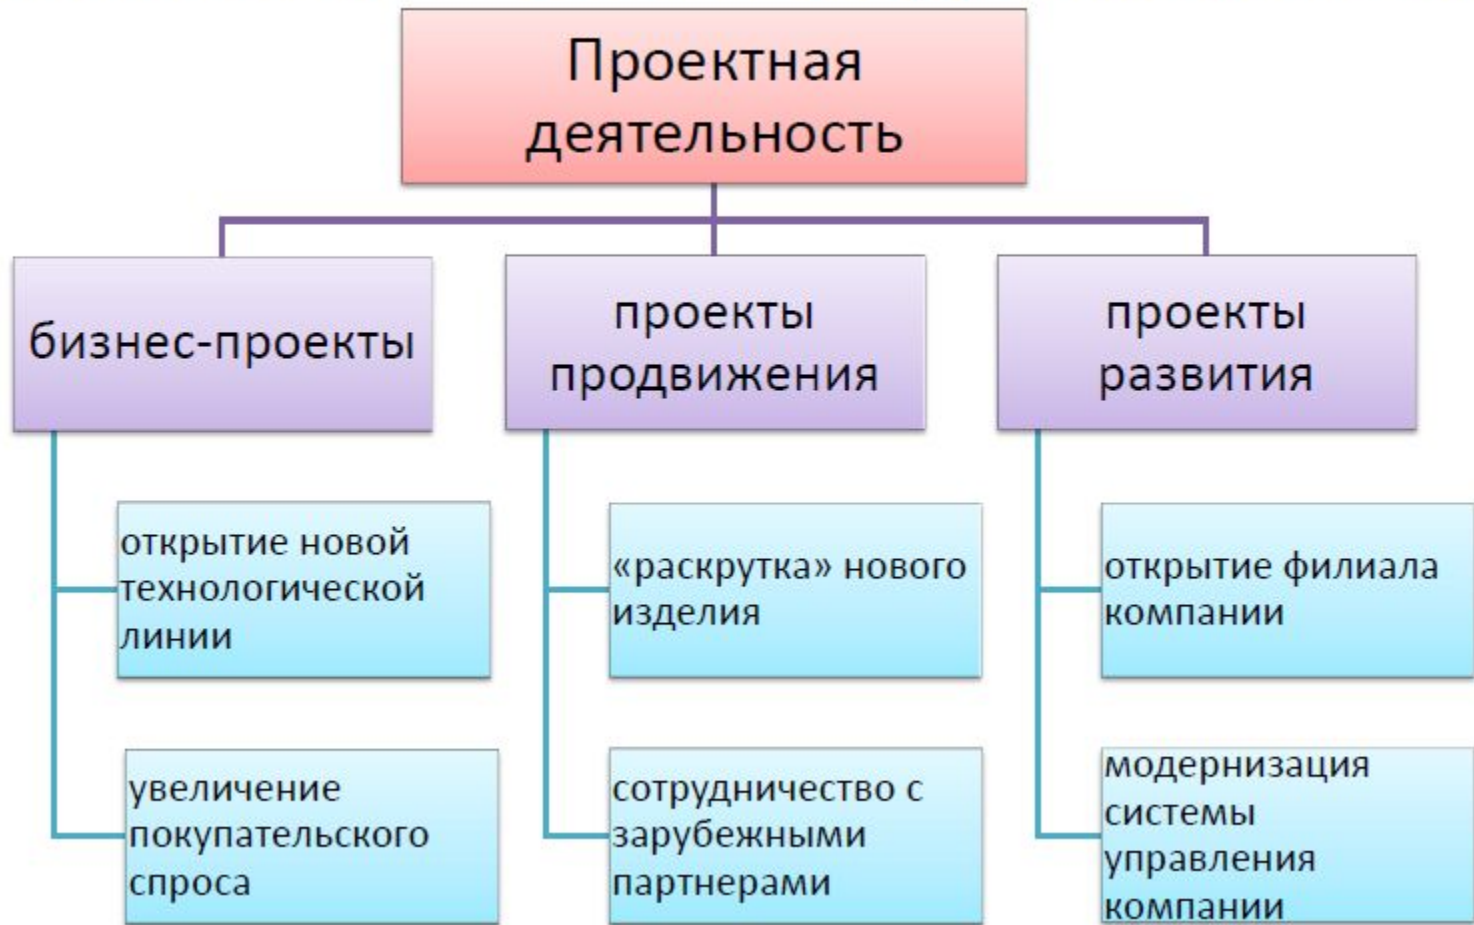 Проектная
деятельность
бизнес-проекты
проекты
продвижения
проекты
развития
открытие новой
технологической
линии
«раскрутка» нового
изделия
открытие филиала
компании
увеличение
покупательского
спроса
сотрудничество с
зарубежными
партнерами
модернизация
системы
управления
компании